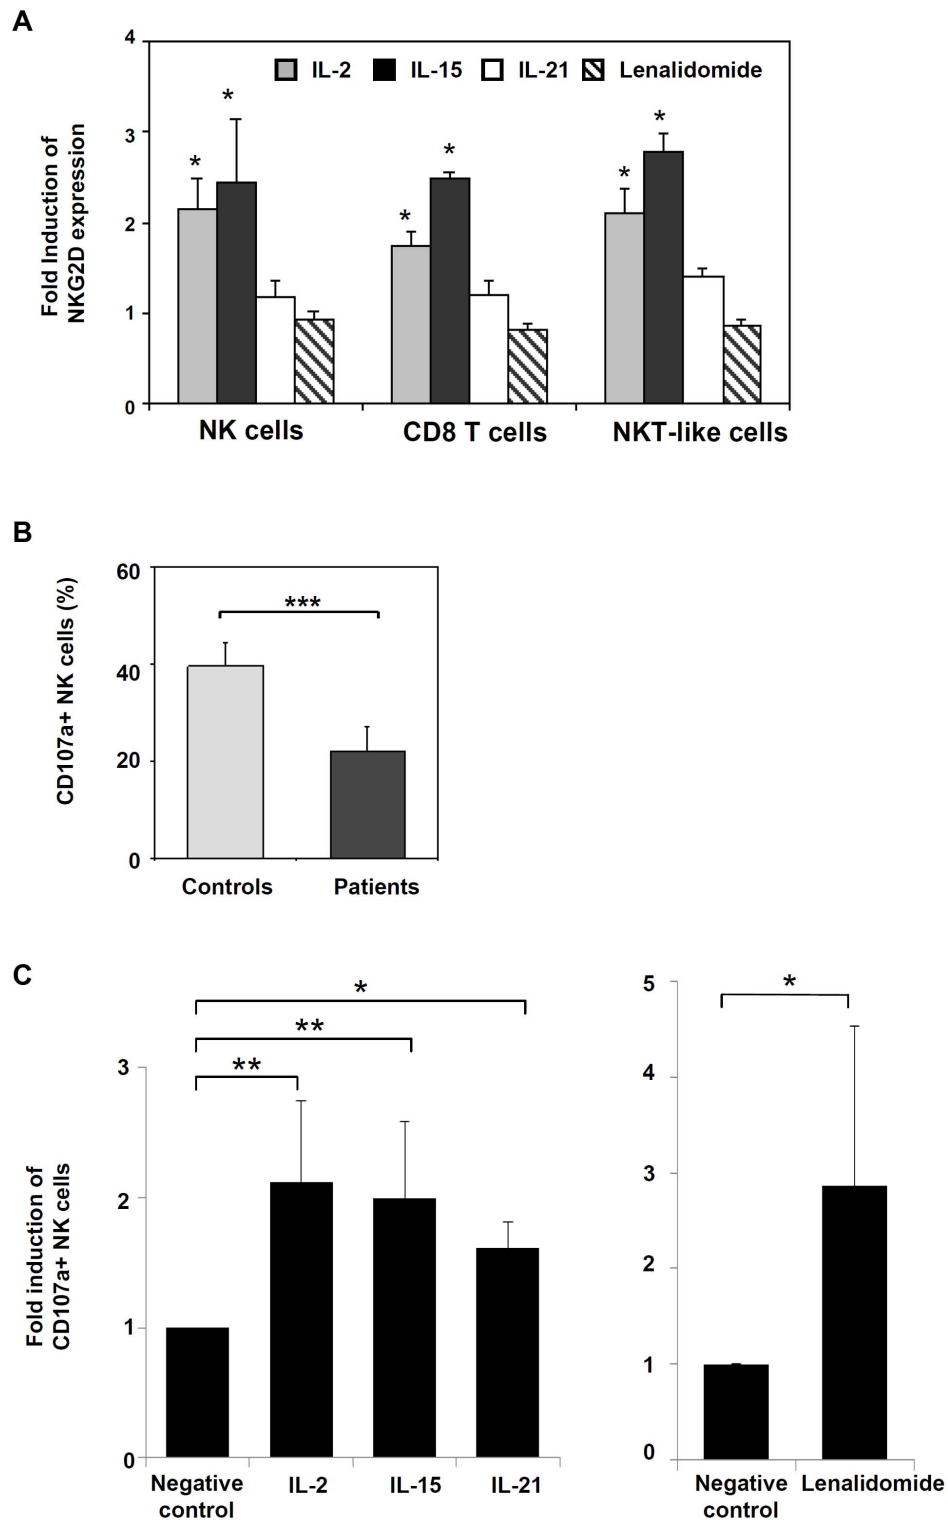 A
4
3
2
1
0
Fold Induction of
NKG2D expression
IL-2 IL-15 IL-21 Lenalidomide
* * * * * *
NK cells CD8 T cells NKT-like cells
B
60
40
20
0
CD107a+ NK cells (%)
***
Controls Patients
C
3
2
1
0
Fold induction of
CD107a+ NK cells
*
**
**
Negative
control
IL-2 IL-15 IL-21
5
4
3
2
1
0
*
Negative
control
Lenalidomide